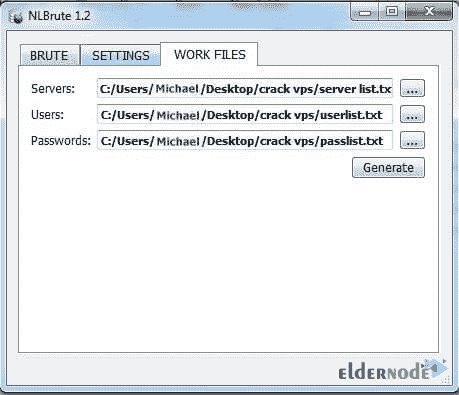 NLBrute 1.2
BRUTE SETTINGS WORK FILES
Servers: C:/Users/Michael/Desktop/crack vps/server list.tx ...
Users: C:/Users/Michael/Desktop/crack vps/userlist.txt ...
Passwords: C:/Users/Michael/Desktop/crack vps/passlist.txt ...
Generate
eLDERNODE